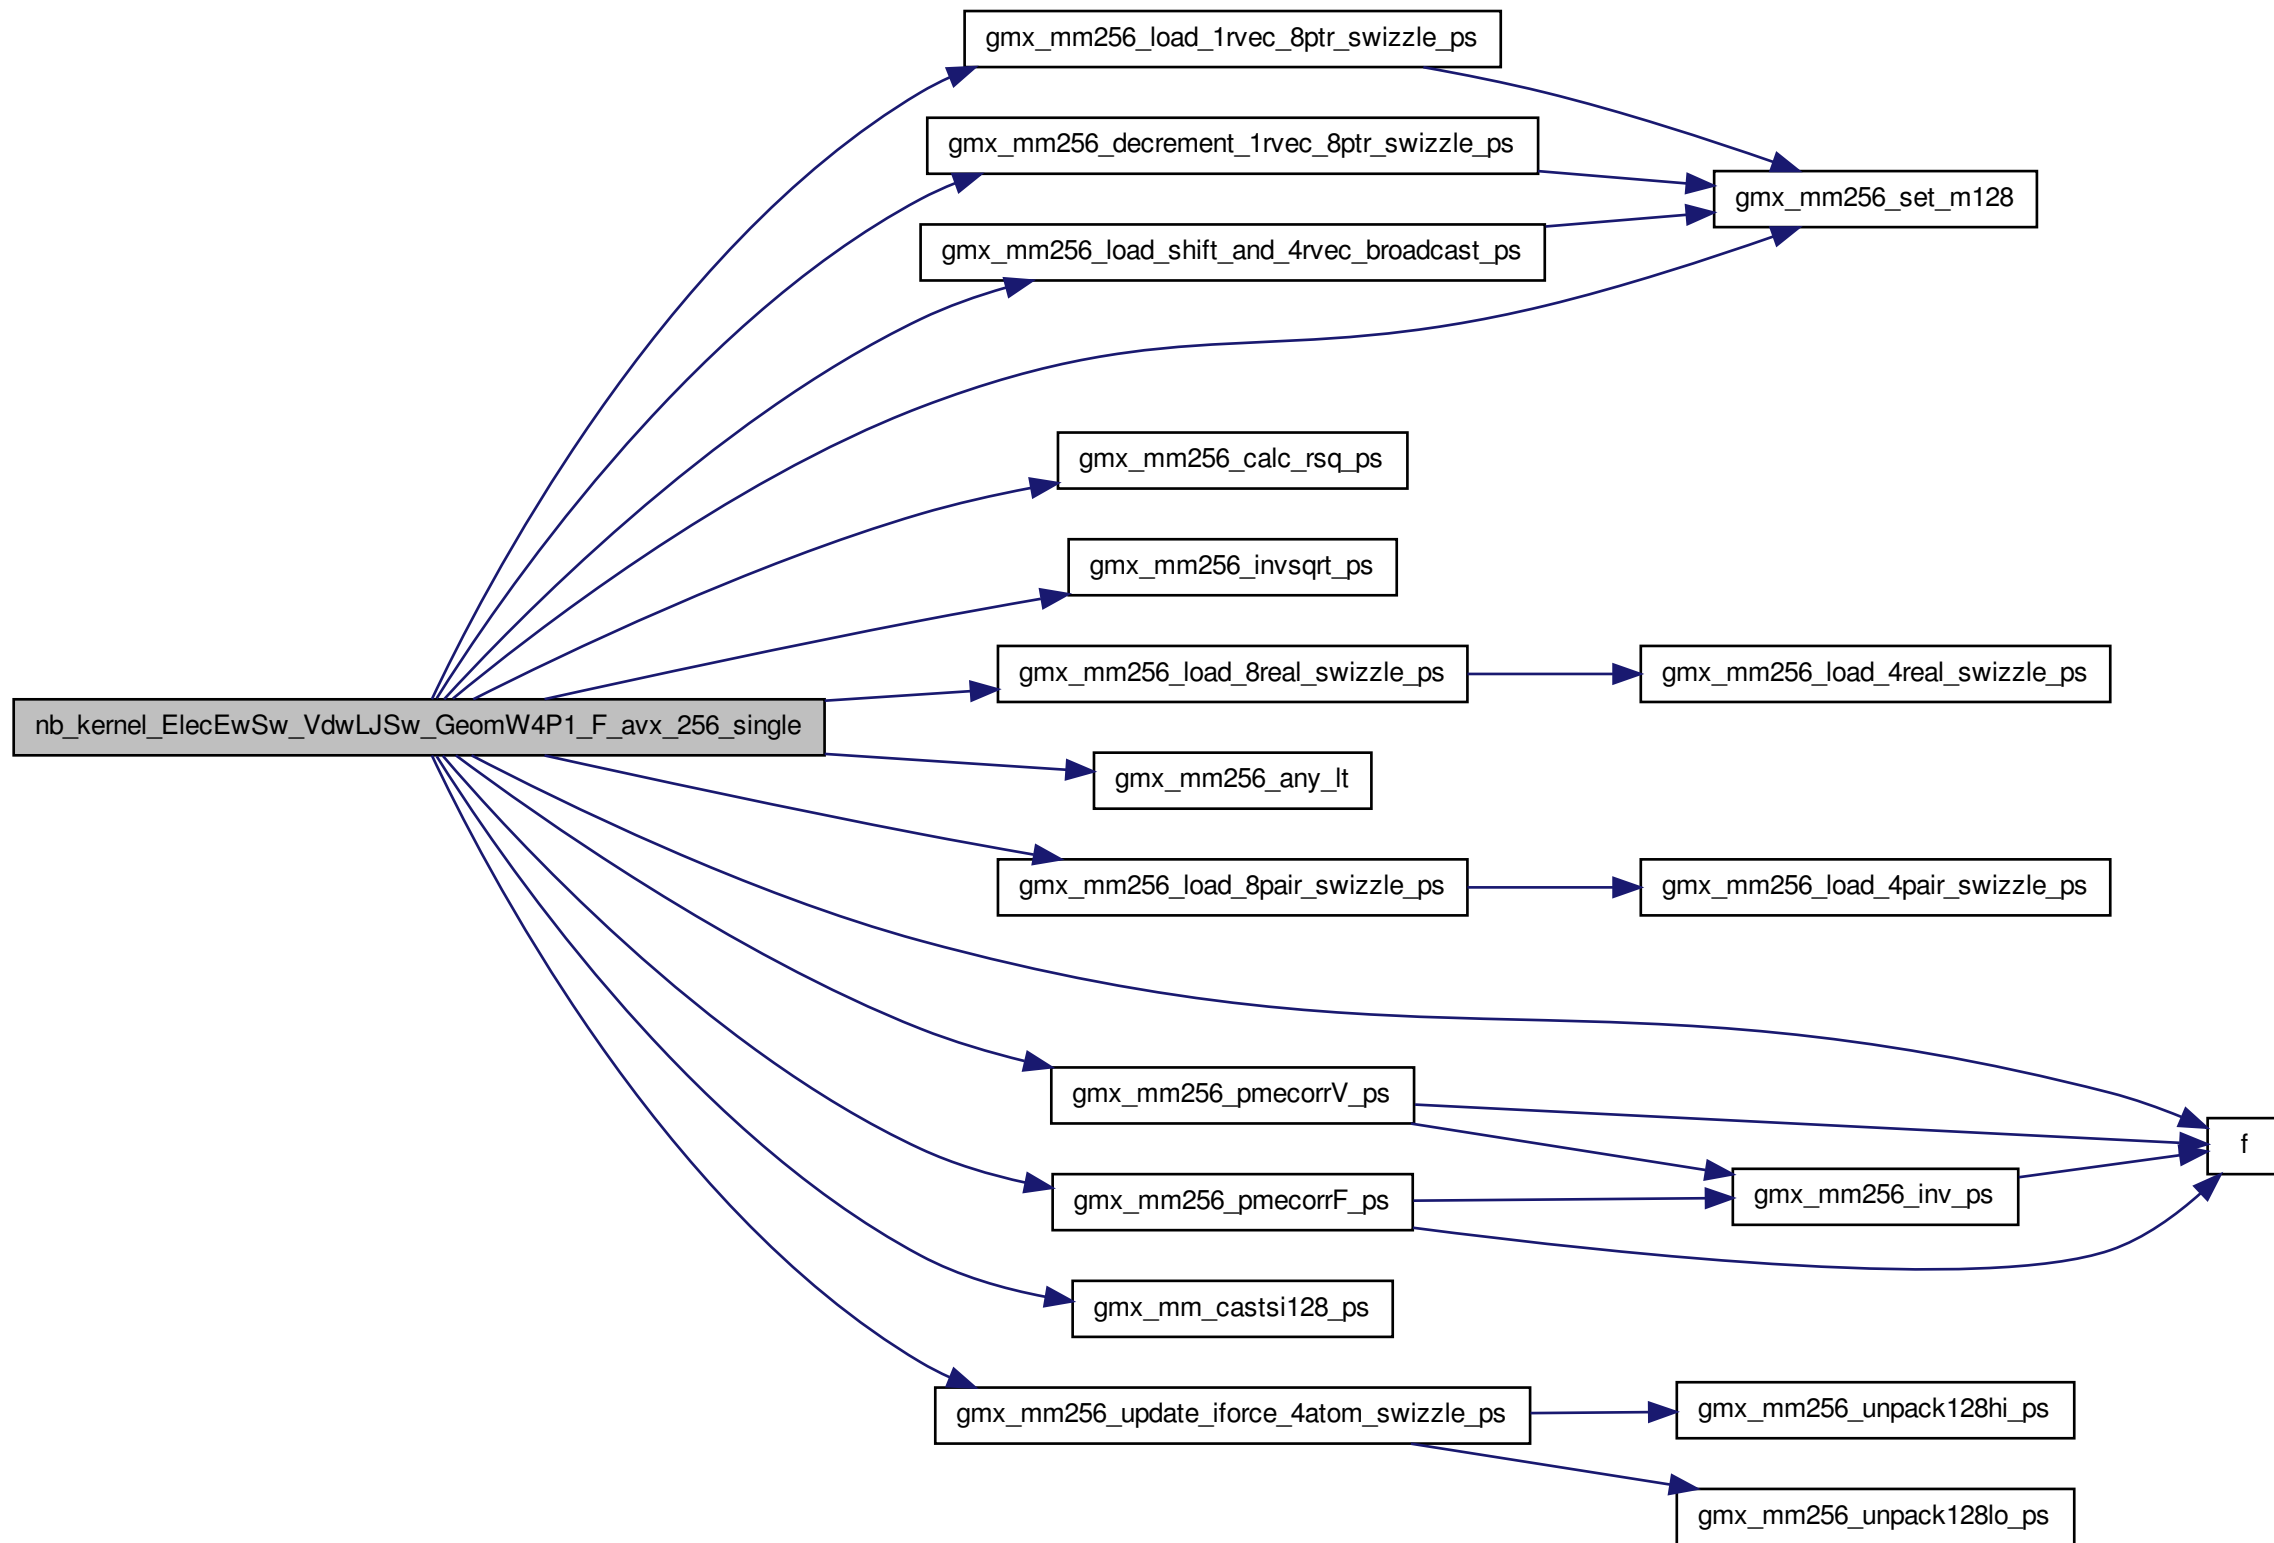 gmx_mm256_load_1rvec_8ptr_swizzle_ps
gmx_mm256_decrement_1rvec_8ptr_swizzle_ps
gmx_mm256_set_m128
gmx_mm256_load_shift_and_4rvec_broadcast_ps
gmx_mm256_calc_rsq_ps
gmx_mm256_invsqrt_ps
gmx_mm256_load_8real_swizzle_ps
gmx_mm256_load_4real_swizzle_ps
nb_kernel_ElecEwSw_VdwLJSw_GeomW4P1_F_avx_256_single
gmx_mm256_any_lt
gmx_mm256_load_8pair_swizzle_ps
gmx_mm256_load_4pair_swizzle_ps
gmx_mm256_pmecorrV_ps
f
gmx_mm256_pmecorrF_ps
gmx_mm256_inv_ps
gmx_mm_castsi128_ps
gmx_mm256_update_iforce_4atom_swizzle_ps
gmx_mm256_unpack128hi_ps
gmx_mm256_unpack128lo_ps